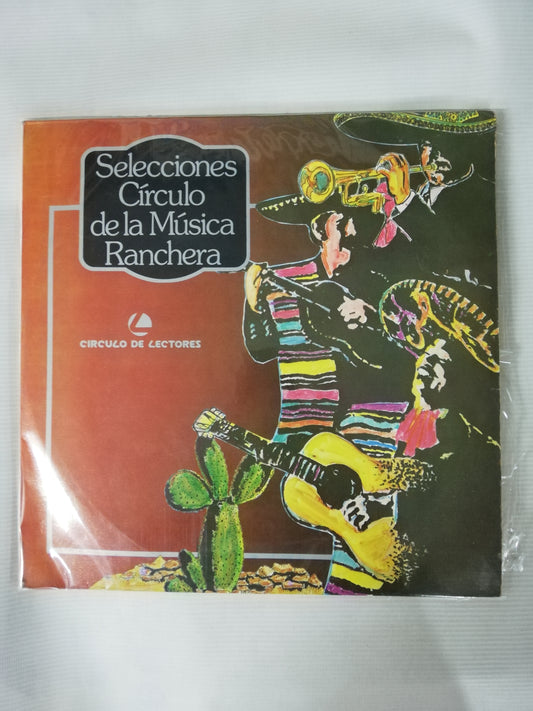 Selecciones
Círculo
de la Música
Ranchera
CIRCULO DE LECTORES